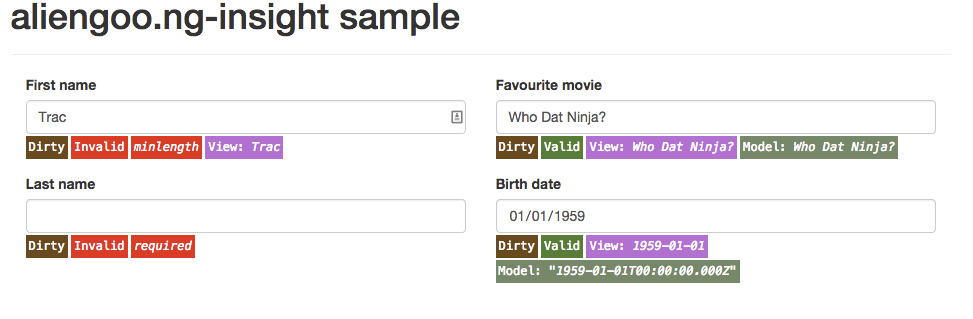 aliengoo.ng-insight sample
First name
Trac
Dirty Invalid minlength View: Trac
Last name
Dirty Invalid required
Favourite movie
Who Dat Ninja?
Dirty Valid View: Who Dat Ninja? Model: Who Dat Ninja?
Birth date
01/01/1959
Dirty Valid View: 1959-01-01
Model: "1959-01-01T00:00:00.000Z"